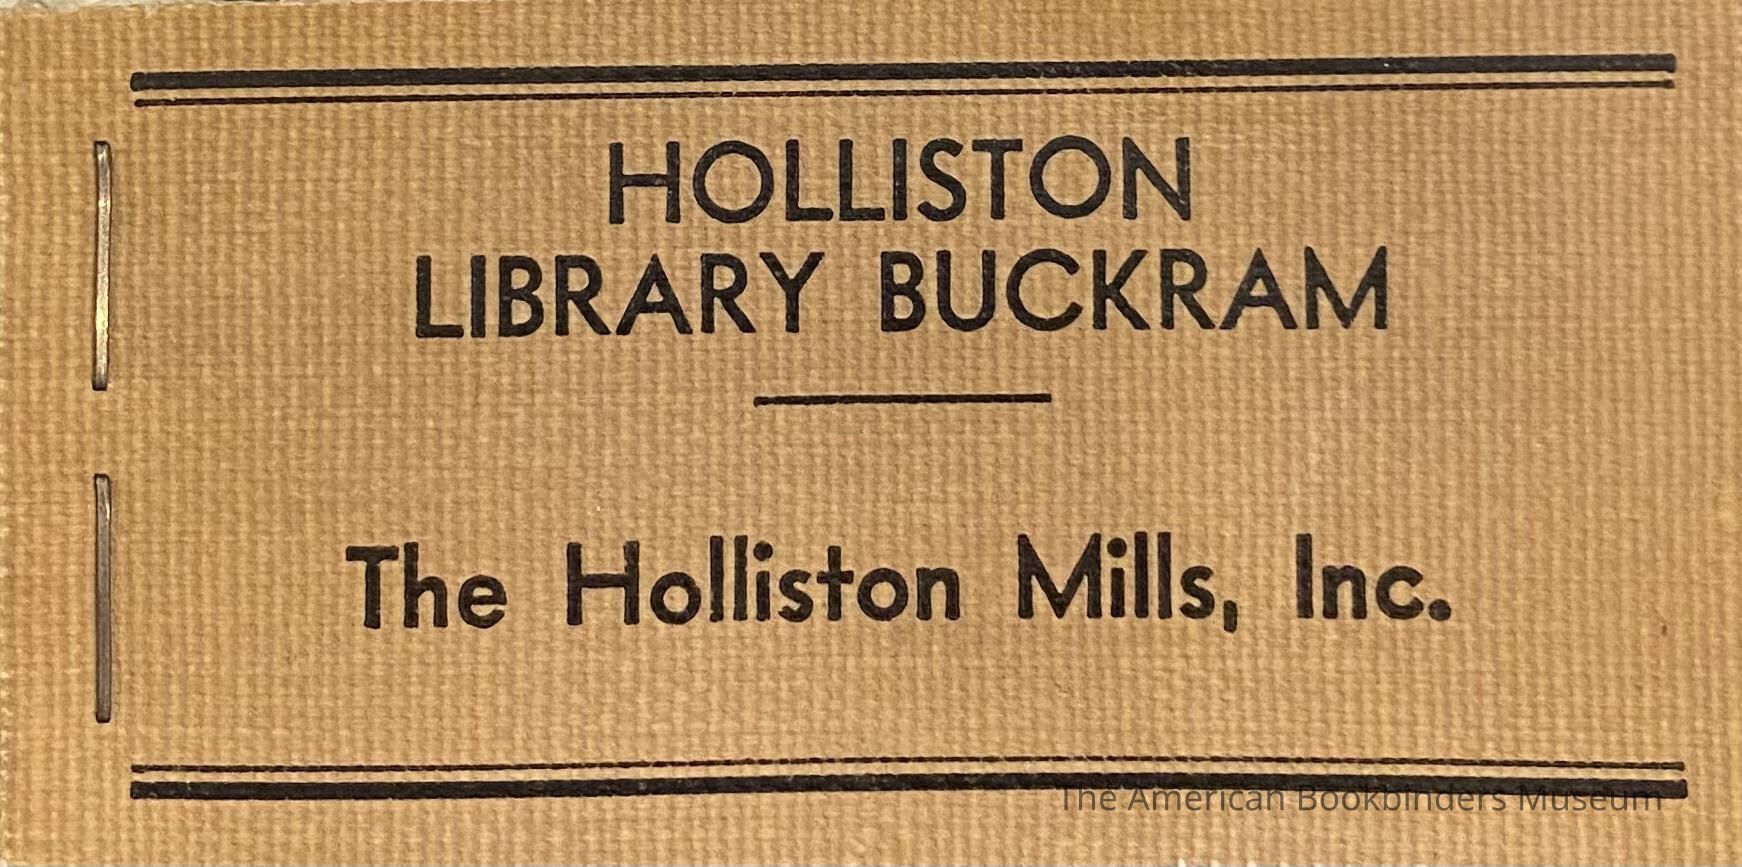 HOLLISTON
LIBRARY BUCKRAM
The Holliston Mills, Inc.
The American Bookbinders Museum